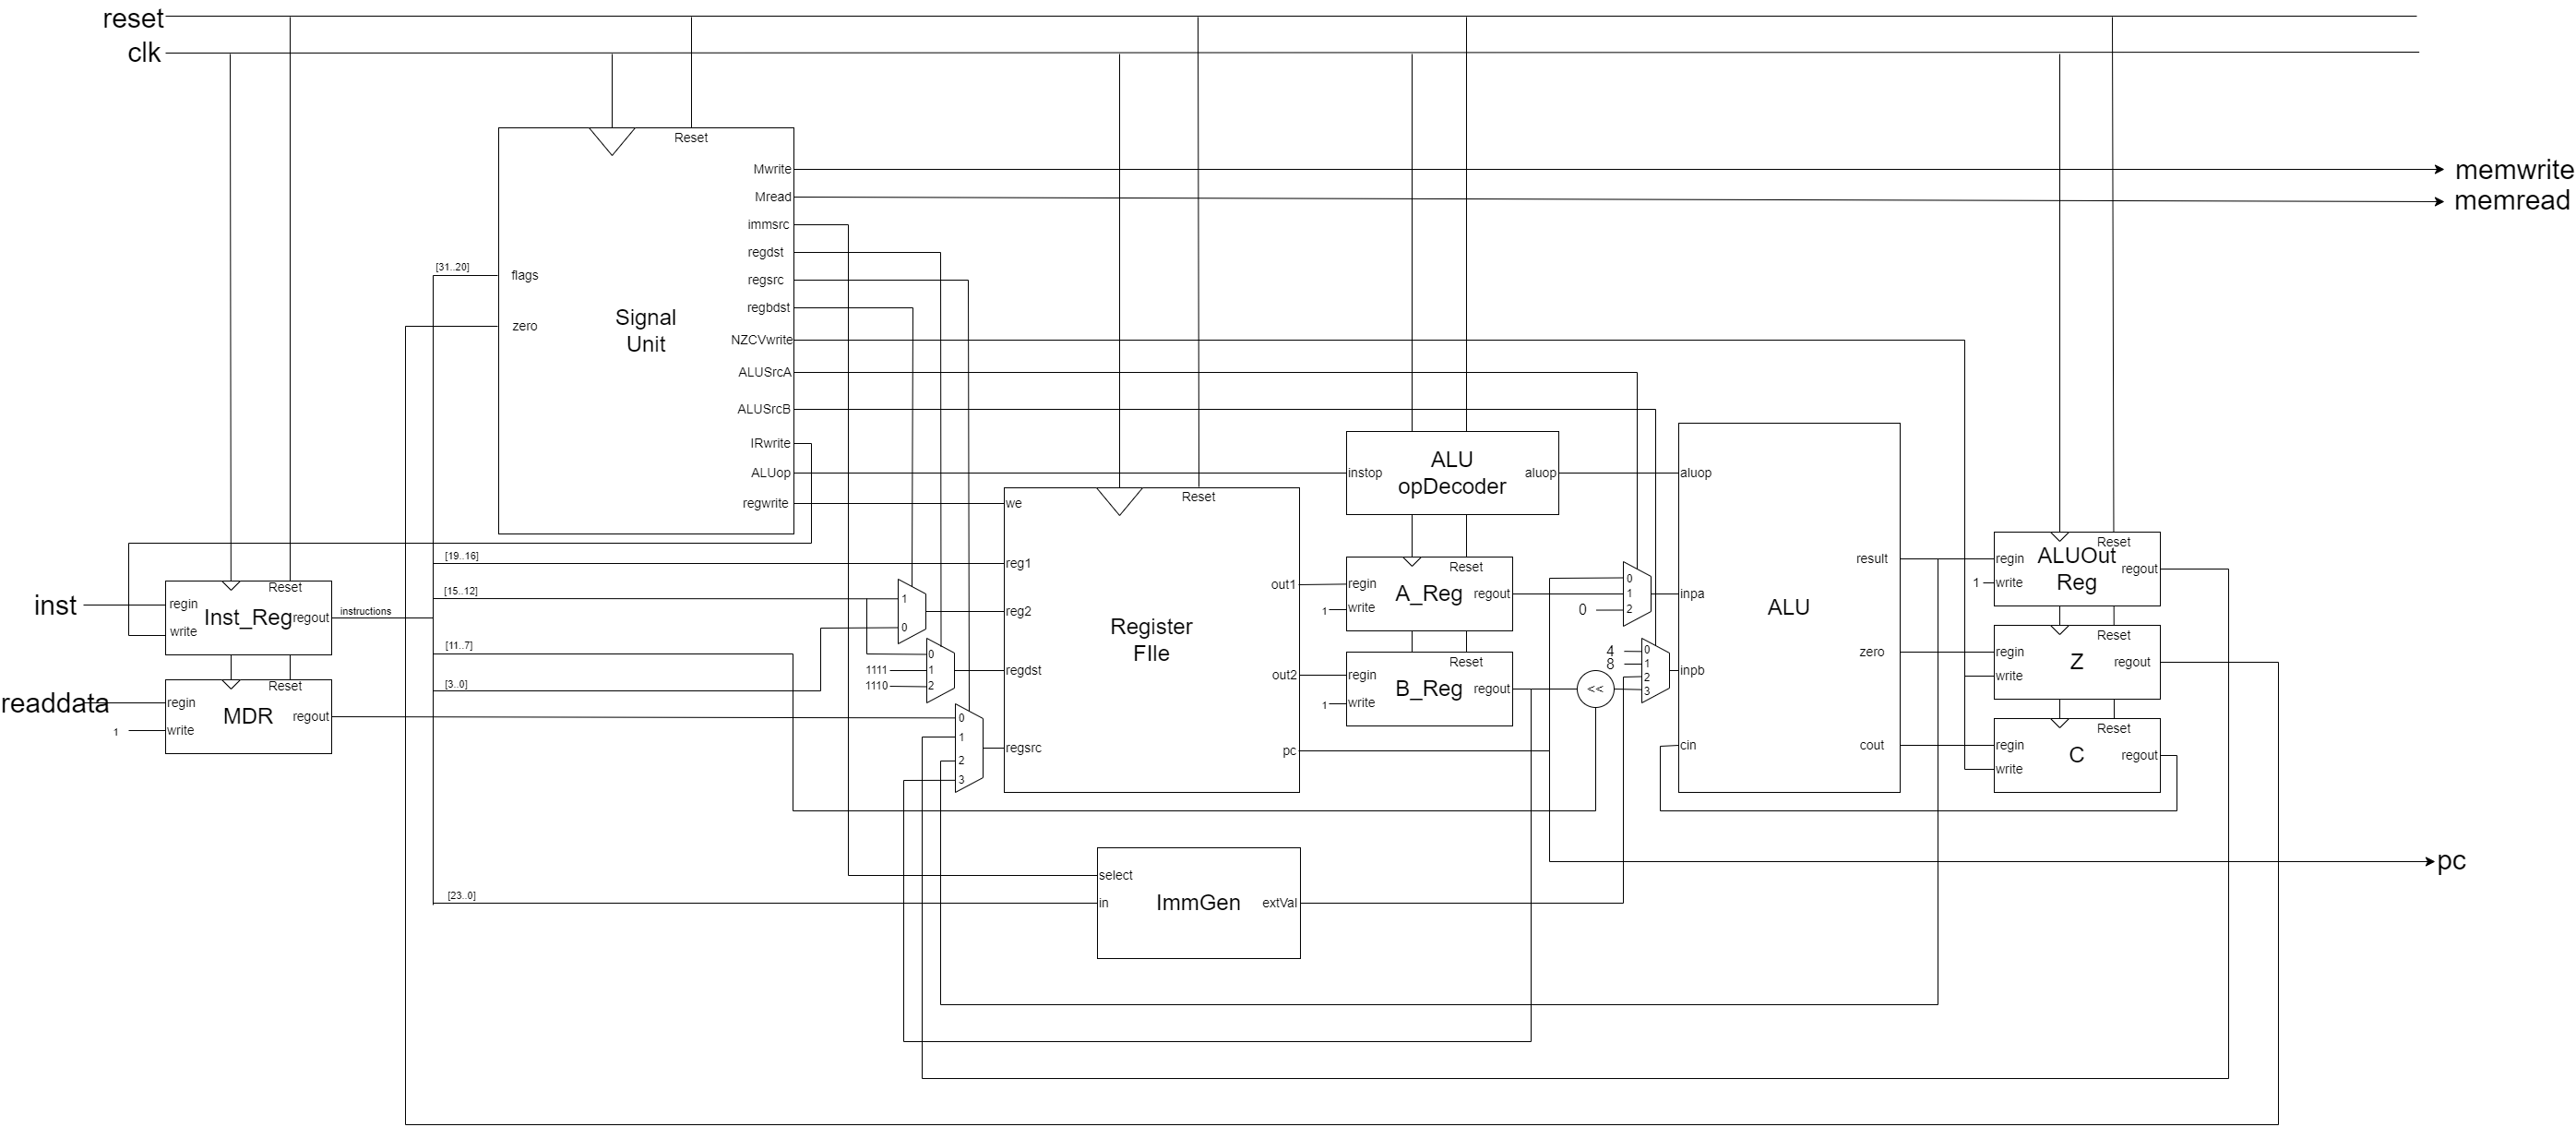 reset
clk
Reset
Mwrite
memwrite
Mread
memread
immsrc
regdst
regsrc
regbdst
NZCVwrite
ALUSrcA
ALUSrcB
IRwrite
ALUop
regwrite
[31..20]
flags
zero
Signal
Unit
instop
ALU
opDecoder
aluop
Reset
we
reg1
reg2
regdst
regsrc
Register
FIle
out1
out2
pc
[19..16]
[15..12]
[11..7]
[3..0]
[23..0]
1
0
0
1
2
1111
1110
0
1
2
3
inst
regin
write
Reset
Inst_Reg
regout
instructions
readdata
regin
1
write
Reset
MDR
regout
Reset
regin
1
write
A_Reg
regout
Reset
regin
1
write
B_Reg
regout
0
1
2
0
4
8
0
1
2
3
<<
aluop
inpa
inpb
cin
ALU
result
zero
cout
Reset
regin
1
write
ALUOut
Reg
regout
Reset
regin
write
Z
regout
Reset
regin
write
C
regout
select
in
ImmGen
extVal
pc